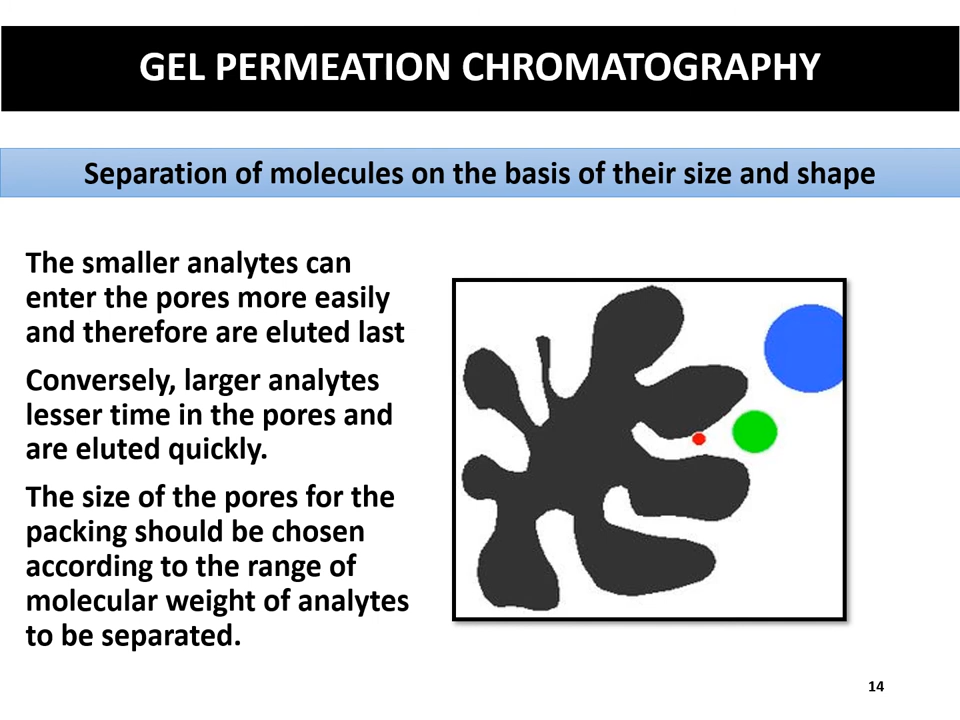 GEL PERMEATION CHROMATOGRAPHY
Separation of molecules on the basis of their size and shape
The smaller analytes can
enter the pores more easily
and therefore are eluted last
Conversely, larger analytes
lesser time in the pores and
are eluted quickly.
The size of the pores for the
packing should be chosen
according to the range of
molecular weight of analytes
to be separated.
14